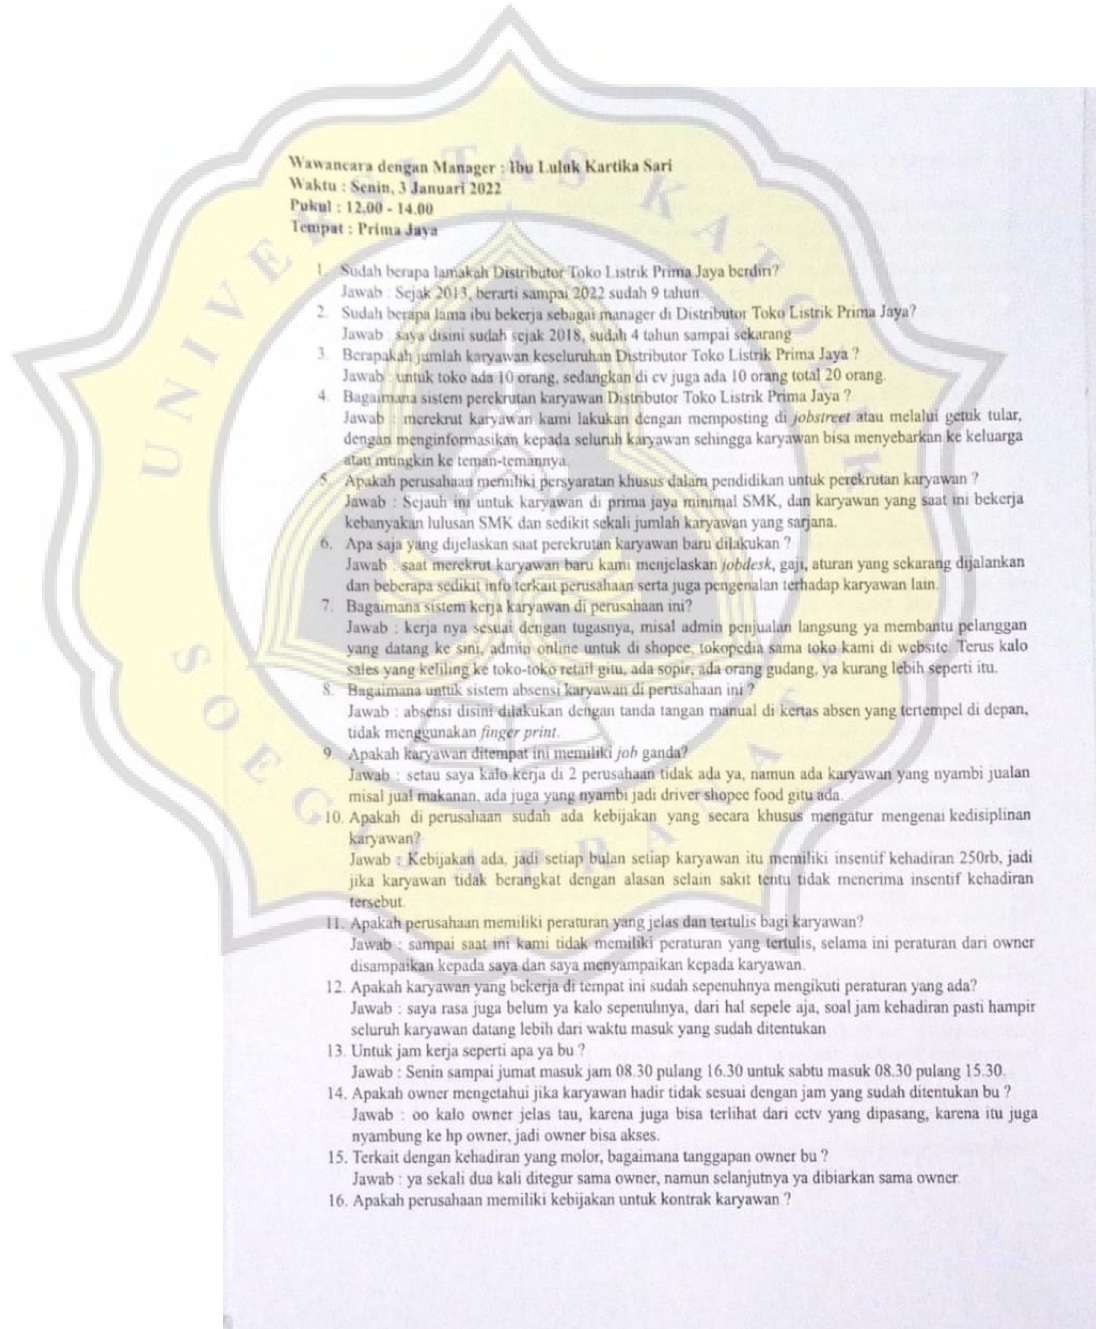 Wawancara dengan Manager : Ibu Luluk Kartika Sari
Waktu : Senin, 3 Januari 2022
Pukul : 12.00 - 14.00
Tempat : Prima Jaya
1. Sudah berapa lamakah Distributor Toko Listrik Prima Jaya berdiri?
Jawab : Sejak 2013, berarti sampai 2022 sudah 9 tahun.
2. Sudah berapa lama ibu bekerja sebagai manager di Distributor Toko Listrik Prima Jaya?
Jawab : saya disini sudah sejak 2018, sudah 4 tahun sampai sekarang
3. Berapakah jumlah karyawan keseluruhan Distributor Toko Listrik Prima Jaya ?
Jawab : untuk toko ada 10 orang, sedangkan di cv juga ada 10 orang total 20 orang.
4. Bagaimana sistem perekrutan karyawan Distributor Toko Listrik Prima Jaya ?
Jawab : merekrut karyawan kami lakukan dengan memposting di jobstreet atau melalui getuk tular,
dengan menginformasikan kepada seluruh karyawan sehingga karyawan bisa menyebarkan ke keluarga
atau mungkin ke teman-temannya.
5. Apakah perusahaan memiliki persyaratan khusus dalam pendidikan untuk perekrutan karyawan ?
Jawab : Sejauh ini untuk karyawan di prima jaya minimal SMK, dan karyawan yang saat ini bekerja
kebanyakan lulusan SMK dan sedikit sekali jumlah karyawan yang sarjana.
6. Apa saja yang dijelaskan saat perekrutan karyawan baru dilakukan ?
Jawab : saat merekrut karyawan baru kami menjelaskan jobdesk, gaji, aturan yang sekarang dijalankan
dan beberapa sedikit info terkait perusahaan serta juga pengenalan terhadap karyawan lain.
7. Bagaimana sistem kerja karyawan di perusahaan ini?
Jawab : kerja nya sesuai dengan tugasnya, misal admin penjualan langsung ya membantu pelanggan
yang datang ke sini, admin online untuk di shopee, tokopedia sama toko kami di website. Terus kalo
sales yang keliling ke toko-toko retail gitu, ada sopir, ada orang gudang, ya kurang lebih seperti itu.
8. Bagaimana untuk sistem absensi karyawan di perusahaan ini ?
Jawab : absensi disini dilakukan dengan tanda tangan manual di kertas absen yang tertempel di depan,
tidak menggunakan finger print.
9. Apakah karyawan ditempat ini memiliki job ganda?
Jawab : setau saya kalo kerja di 2 perusahaan tidak ada ya, namun ada karyawan yang nyambi jualan
misal jual makanan, ada juga yang nyambi jadi driver shopee food gitu ada.
10. Apakah di perusahaan sudah ada kebijakan yang secara khusus mengatur mengenai kedisiplinan
karyawan?
Jawab : Kebijakan ada, jadi setiap bulan setiap karyawan itu memiliki insentif kehadiran 250rb, jadi
jika karyawan tidak berangkat dengan alasan selain sakit tentu tidak menerima insentif kehadiran
tersebut.
11. Apakah perusahaan memiliki peraturan yang jelas dan tertulis bagi karyawan?
Jawab : sampai saat ini kami tidak memiliki peraturan yang tertulis, selama ini peraturan dari owner
disampaikan kepada saya dan saya menyampaikan kepada karyawan.
12. Apakah karyawan yang bekerja di tempat ini sudah sepenuhnya mengikuti peraturan yang ada?
Jawab : saya rasa juga belum ya kalo sepenuhnya, dari hal sepele aja, soal jam kehadiran pasti hampir
seluruh karyawan datang lebih dari waktu masuk yang sudah ditentukan
13. Untuk jam kerja seperti apa ya bu ?
Jawab : Senin sampai jumat masuk jam 08.30 pulang 16.30 untuk sabtu masuk 08.30 pulang 15.30.
14. Apakah owner mengetahui jika karyawan hadir tidak sesuai dengan jam yang sudah ditentukan bu ?
Jawab : oo kalo owner jelas tau, karena juga bisa terlihat dari cctv yang dipasang, karena itu juga
nyambung ke hp owner, jadi owner bisa akses.
15. Terkait dengan kehadiran yang molor, bagaimana tanggapan owner bu ?
Jawab : ya sekali dua kali ditegur sama owner, namun selanjutnya ya dibiarkan sama owner.
16. Apakah perusahaan memiliki kebijakan untuk kontrak karyawan ?
UNIVERSITAS KATOLIK
SOEGIJAPRANATA